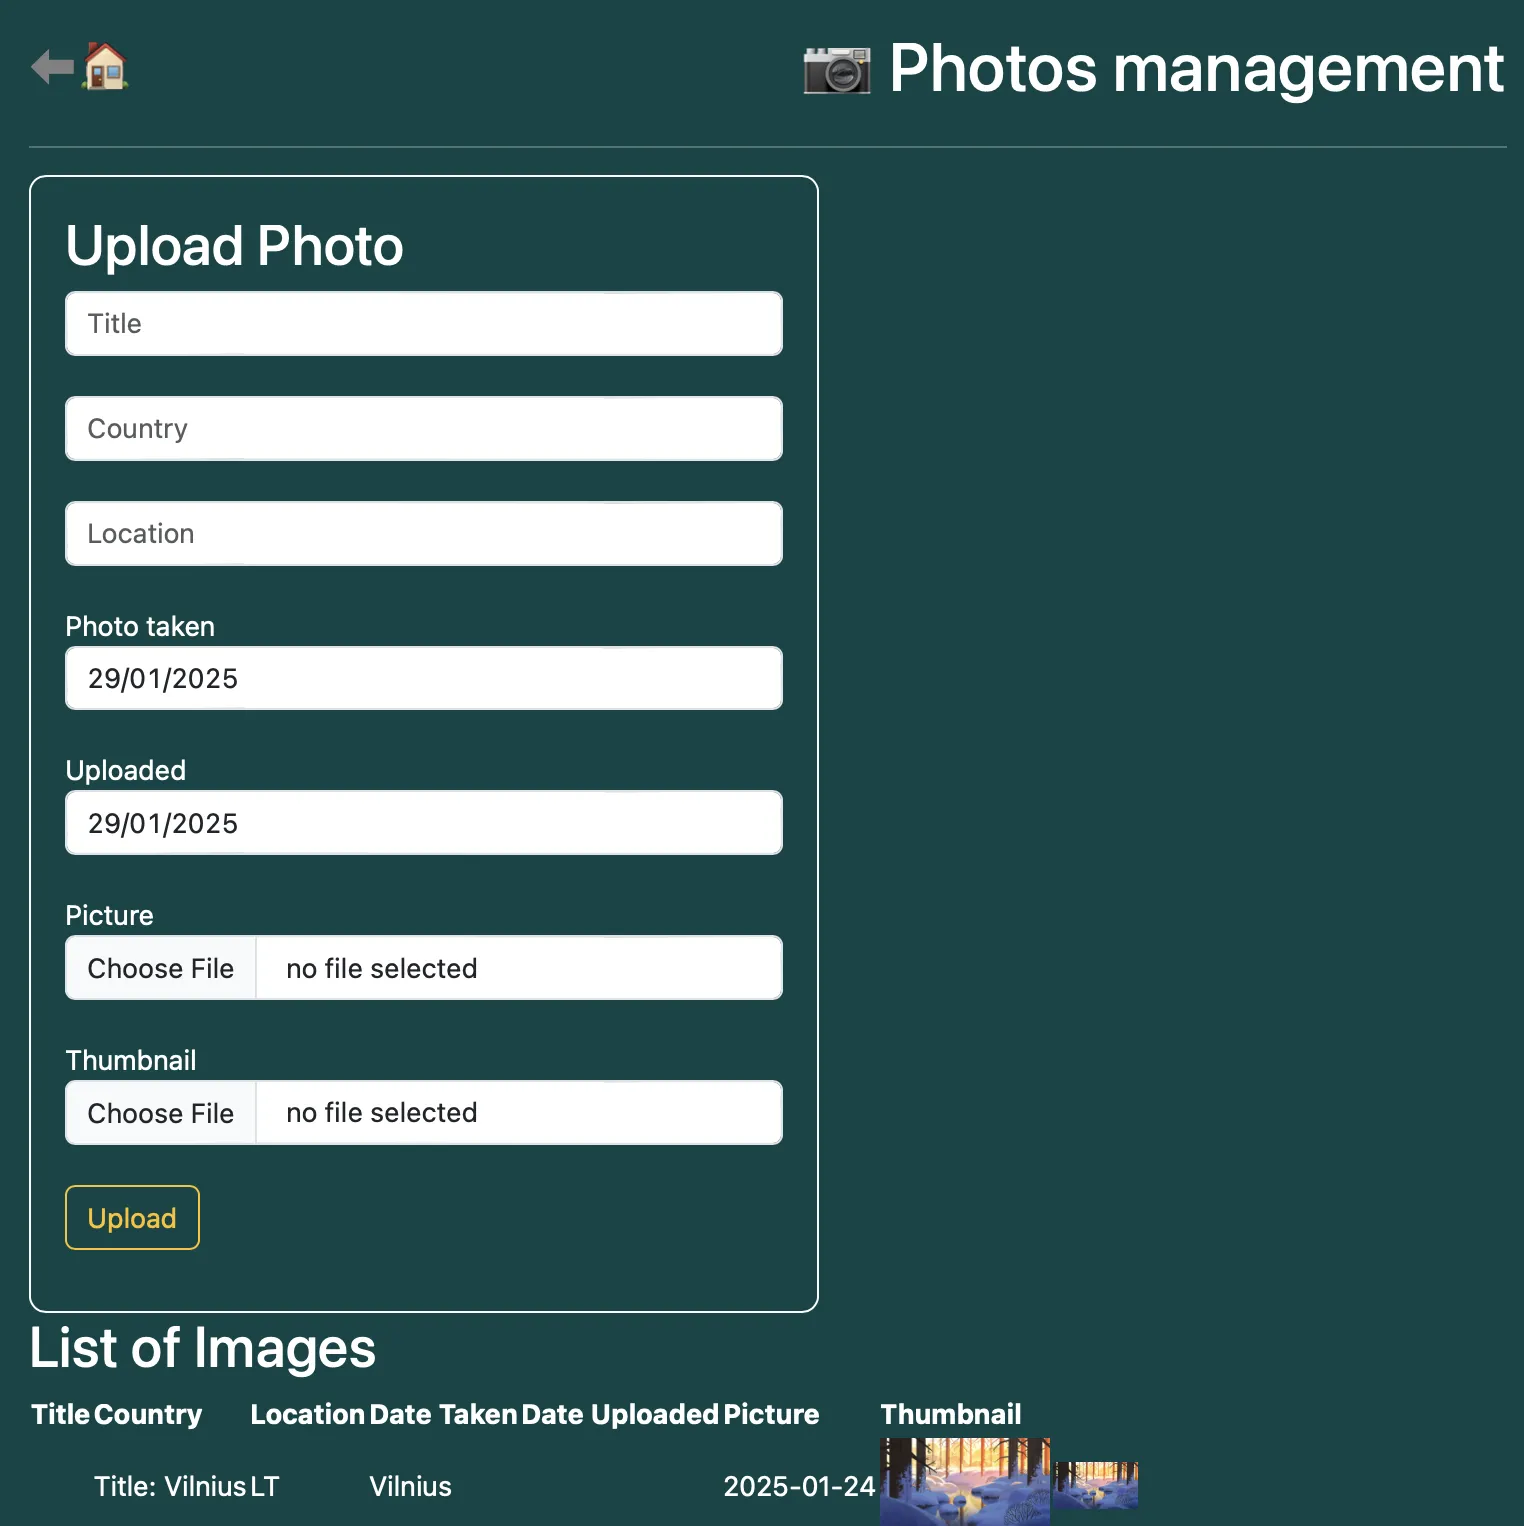 Photos management
Upload Photo
Title
Country
Location
Photo taken
29/01/2025
Uploaded
29/01/2025
Picture
Choose File no file selected
Thumbnail
Choose File no file selected
Upload
List of Images
Title Country Location Date Taken Date Uploaded Picture Thumbnail
Title: Vilnius LT Vilnius 2025-01-24